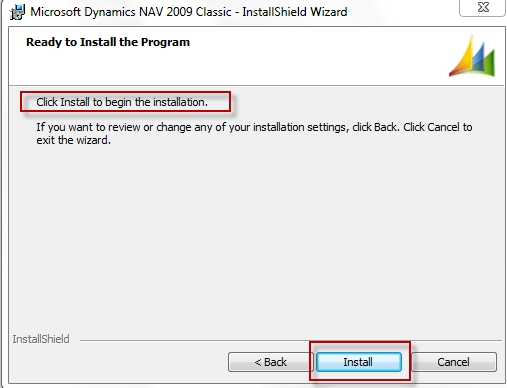 Microsoft Dynamics NAV 2009 Classic - InstallShield Wizard
Ready to Install the Program
Click Install to begin the installation.
If you want to review or change any of your installation settings, click Back. Click Cancel to
exit the wizard.
InstallShield
< Back Install Cancel